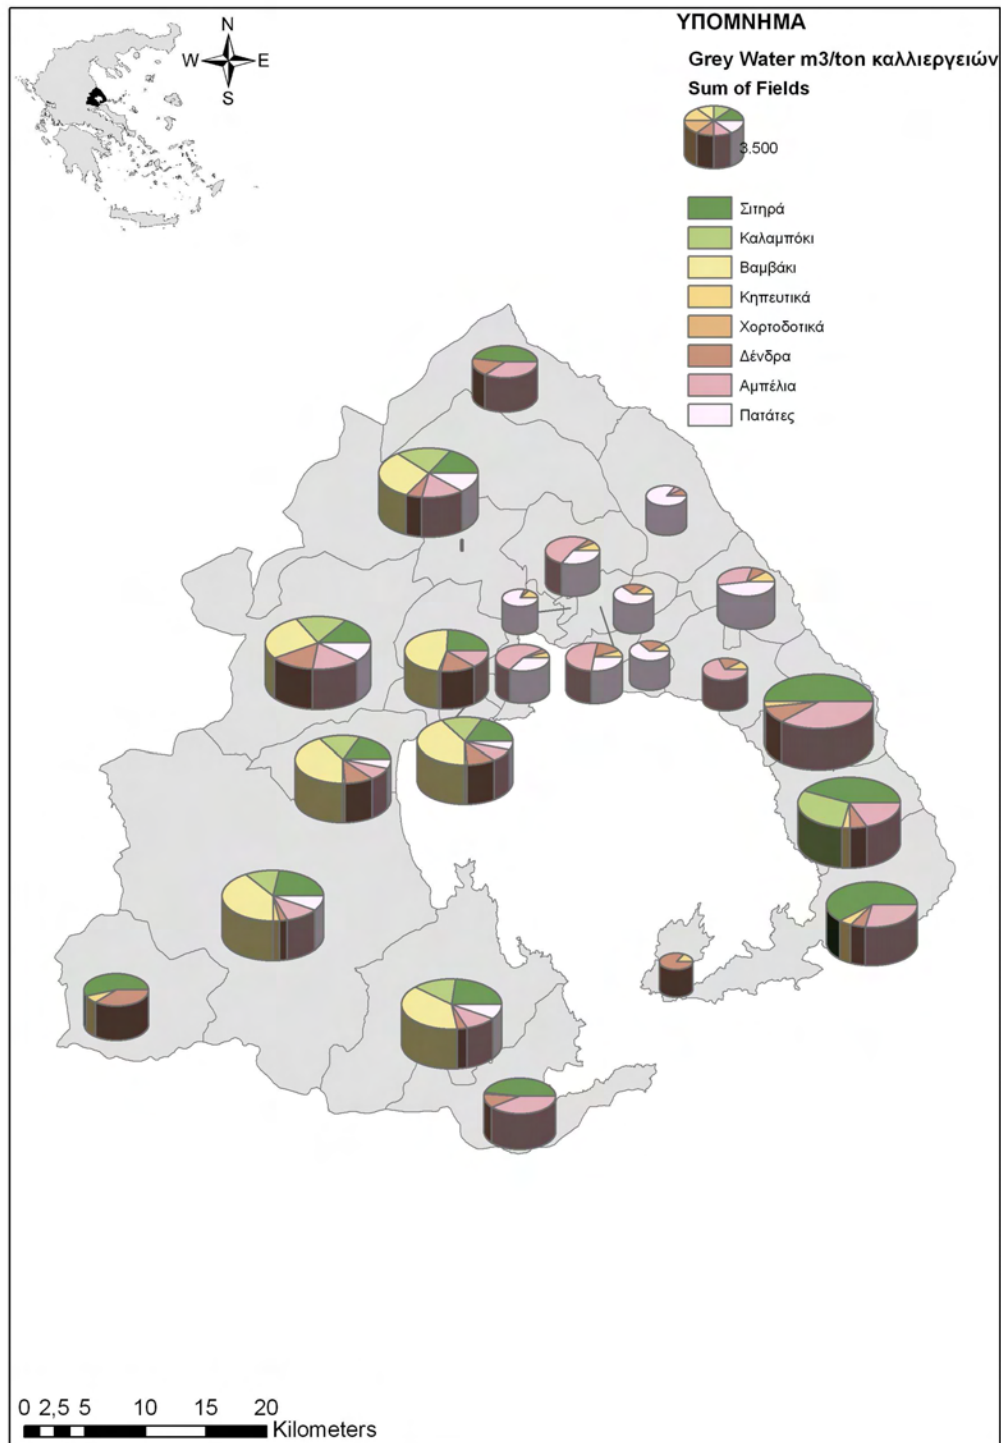 N
W E
S
ΥΠΟΜΝΗΜΑ
Grey Water m3/ton καλλιεργειών
Sum of Fields
3.500
Σιτηρά
Καλαμπόκι
Βαμβάκι
Κηπευτικά
Χορτοδοτικά
Δένδρα
Αμπέλια
Πατάτες
0 2,5 5 10 15 20
Kilometers